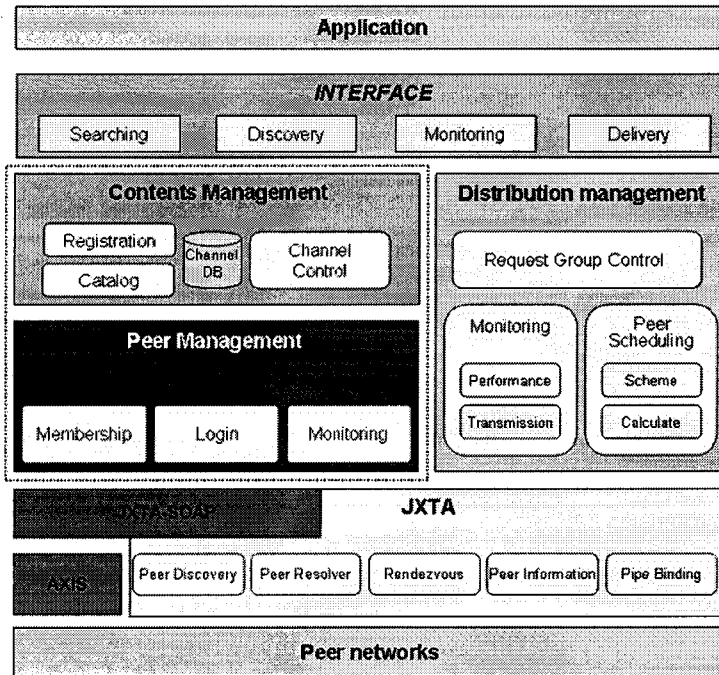 Application
INTERFACE
Searching
Discovery
Monitoring
Delivery
Contents Management
Registration
Catalog
Channel
DB
Channel
Control
Distribution management
Request Group Control
Monitoring
Performance
Transmission
Peer
Scheduling
Scheme
Calculate
Peer Management
Membership
Login
Monitoring
JXTA-SOAP
JXTA
AXIS
Peer Discovery
Peer Resolver
Rendezvous
Peer Information
Pipe Binding
Peer networks